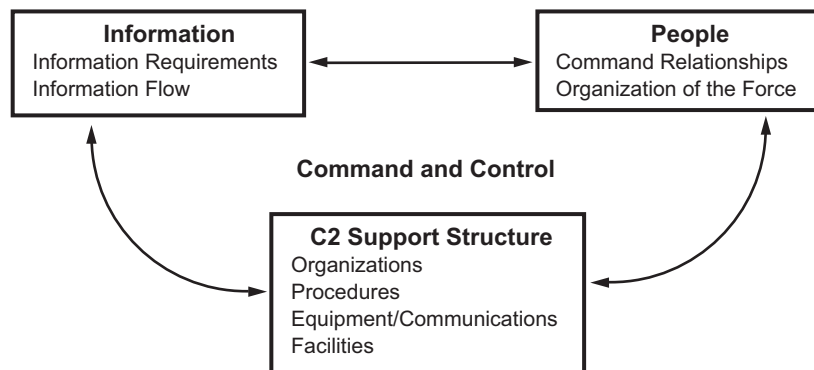 Information
Information Requirements
Information Flow
People
Command Relationships
Organization of the Force
Command and Control
C2 Support Structure
Organizations
Procedures
Equipment/Communications
Facilities